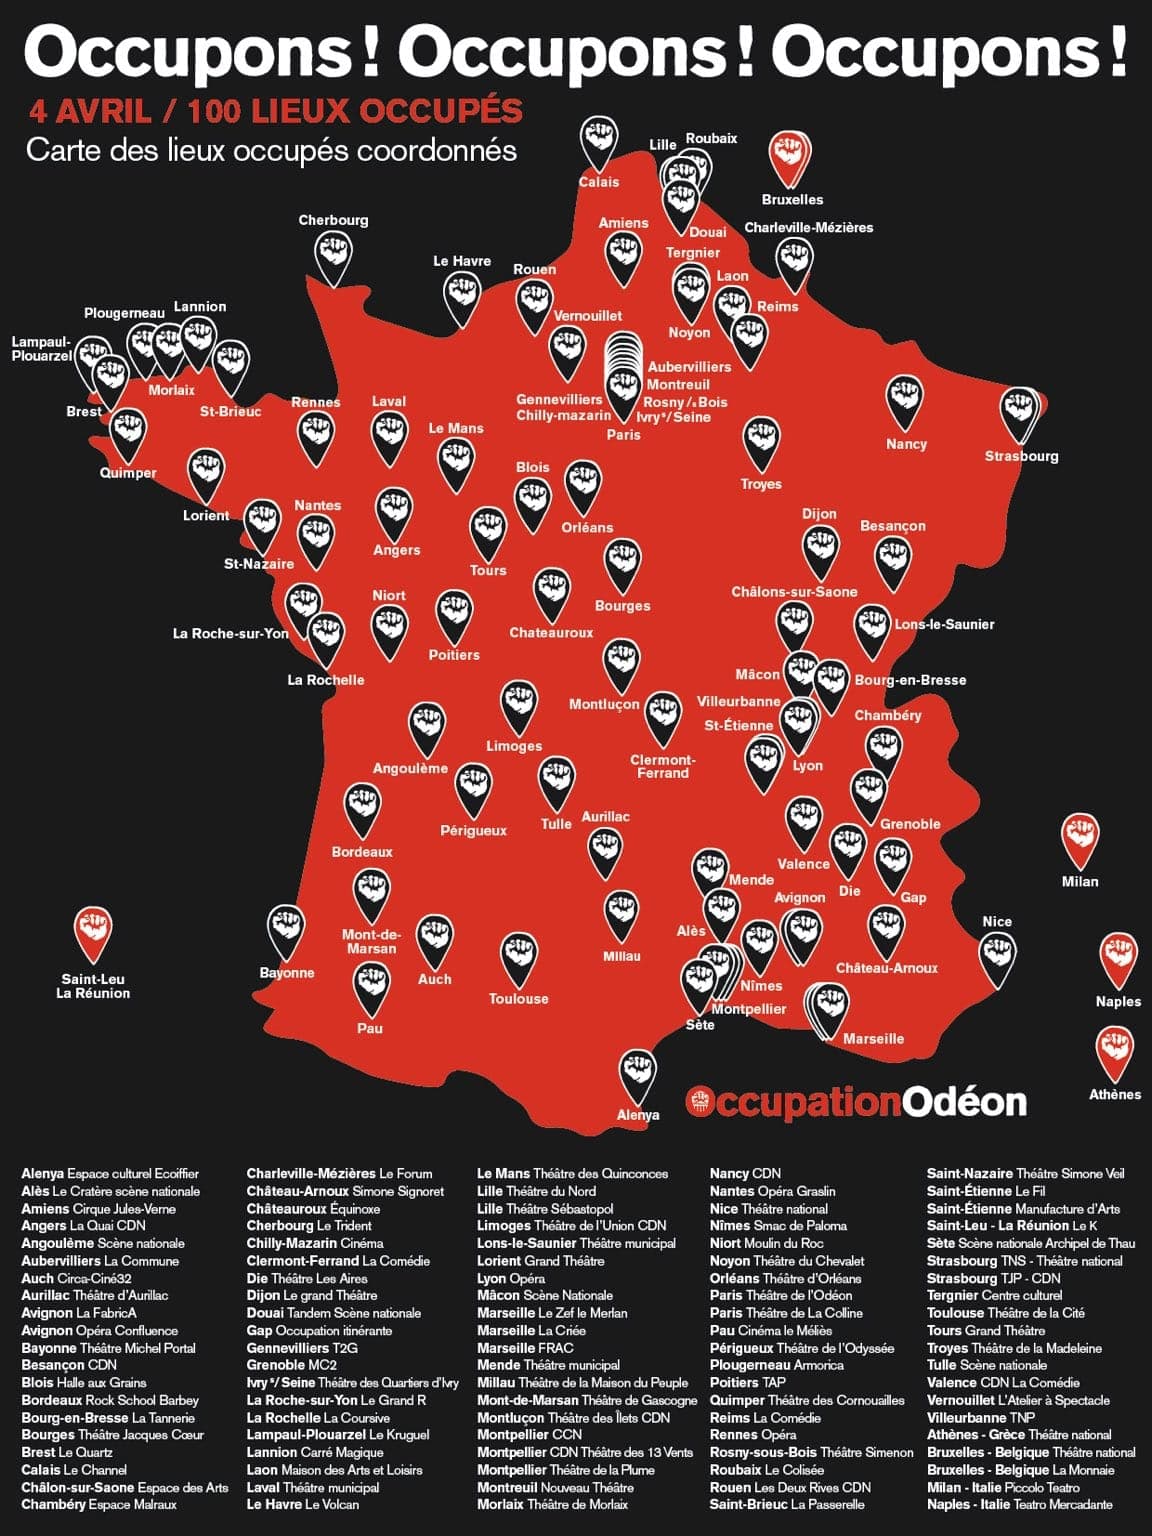 Occupons ! Occupons ! Occupons !
4 AVRIL / 100 LIEUX OCCUPÉS
Carte des lieux occupés coordonnés
Calais
Lille
Roubaix
Bruxelles
Douai
Charleville-Mézières
Amiens
Cherbourg
Tergnier
Le Havre
Rouen
Laon
Reims
Vernouillet
Noyon
Plougerneau
Lannion
Lampaul-
Plouarzel
Morlaix
Brest
St-Brieuc
Aubervilliers
Montreuil
Gennevilliers
Rosny /s Bois
Chilly-mazarin
Ivry s/ Seine
Paris
Rennes
Laval
Le Mans
Nancy
Strasbourg
Quimper
Troyes
Blois
Lorient
Orléans
Nantes
Angers
Dijon
Besançon
St-Nazaire
Tours
Châlons-sur-Saone
Niort
Bourges
La Roche-sur-Yon
Chateauroux
Lons-le-Saunier
Poitiers
La Rochelle
Mâcon
Bourg-en-Bresse
Montluçon
Villeurbanne
Chambéry
St-Étienne
Limoges
Clermont-
Ferrand
Lyon
Angoulème
Périgueux
Tulle
Aurillac
Grenoble
Bordeaux
Valence
Mende
Die
Gap
Milan
Avignon
Nice
Mont-de-
Marsan
Alès
Millau
Château-Arnoux
Saint-Leu
La Réunion
Bayonne
Auch
Toulouse
Nîmes
Naples
Montpellier
Pau
Sète
Marseille
Athènes
Alenya
OccupationOdéon
Alenya Espace culturel Ecoiffier
Alès Le Cratère scène nationale
Amiens Cirque Jules-Verne
Angers La Quai CDN
Angoulème Scène nationale
Aubervilliers La Commune
Auch Circa-Ciné32
Aurillac Théâtre d'Aurillac
Avignon La FabricA
Avignon Opéra Confluence
Bayonne Théâtre Michel Portal
Besançon CDN
Blois Halle aux Grains
Bordeaux Rock School Barbey
Bourg-en-Bresse La Tannerie
Bourges Théâtre Jacques Cœur
Brest Le Quartz
Calais Le Channel
Châlon-sur-Saone Espace des Arts
Chambéry Espace Malraux
Charleville-Mézières Le Forum
Château-Arnoux Simone Signoret
Châteauroux Équinoxe
Cherbourg Le Trident
Chilly-Mazarin Cinéma
Clermont-Ferrand La Comédie
Die Théâtre Les Aires
Dijon Le grand Théâtre
Douai Tandem Scène nationale
Gap Occupation itinérante
Gennevilliers T2G
Grenoble MC2
Ivry s/ Seine Théâtre des Quartiers d'Ivry
La Roche-sur-Yon Le Grand R
La Rochelle La Coursive
Lampaul-Plouarzel Le Kruguel
Lannion Carré Magique
Laon Maison des Arts et Loisirs
Laval Théâtre municipal
Le Havre Le Volcan
Le Mans Théâtre des Quinconces
Lille Théâtre du Nord
Lille Théâtre Sébastopol
Limoges Théâtre de l'Union CDN
Lons-le-Saunier Théâtre municipal
Lorient Grand Théâtre
Lyon Opéra
Mâcon Scène Nationale
Marseille Le Zef le Merlan
Marseille La Criée
Marseille FRAC
Mende Théâtre municipal
Millau Théâtre de la Maison du Peuple
Mont-de-Marsan Théâtre de Gascogne
Montluçon Théâtre des Îlets CDN
Montpellier CCN
Montpellier CDN Théâtre des 13 Vents
Montpellier Théâtre de la Plume
Montreuil Nouveau Théâtre
Morlaix Théâtre de Morlaix
Nancy CDN
Nantes Opéra Graslin
Nice Théâtre national
Nîmes Smac de Paloma
Niort Moulin du Roc
Noyon Théâtre du Chevalet
Orléans Théâtre d'Orléans
Paris Théâtre de l'Odéon
Paris Théâtre de La Colline
Pau Cinéma le Méliès
Périgueux Théâtre de l'Odyssée
Plougerneau Armorica
Poitiers TAP
Quimper Théâtre des Cornouailles
Reims La Comédie
Rennes Opéra
Rosny-sous-Bois Théâtre Simenon
Roubaix Le Colisée
Rouen Les Deux Rives CDN
Saint-Brieuc La Passerelle
Saint-Nazaire Théâtre Simone Veil
Saint-Étienne Le Fil
Saint-Étienne Manufacture d'Arts
Saint-Leu - La Réunion Le K
Sète Scène nationale Archipel de Thau
Strasbourg TNS - Théâtre national
Strasbourg TJP - CDN
Tergnier Centre culturel
Toulouse Théâtre de la Cité
Tours Grand Théâtre
Troyes Théâtre de la Madeleine
Tulle Scène nationale
Valence CDN La Comédie
Vernouillet L'Atelier à Spectacle
Villeurbanne TNP
Athènes - Grèce Théâtre national
Bruxelles - Belgique Théâtre national
Bruxelles - Belgique La Monnaie
Milan - Italie Piccolo Teatro
Naples - Italie Teatro Mercadante